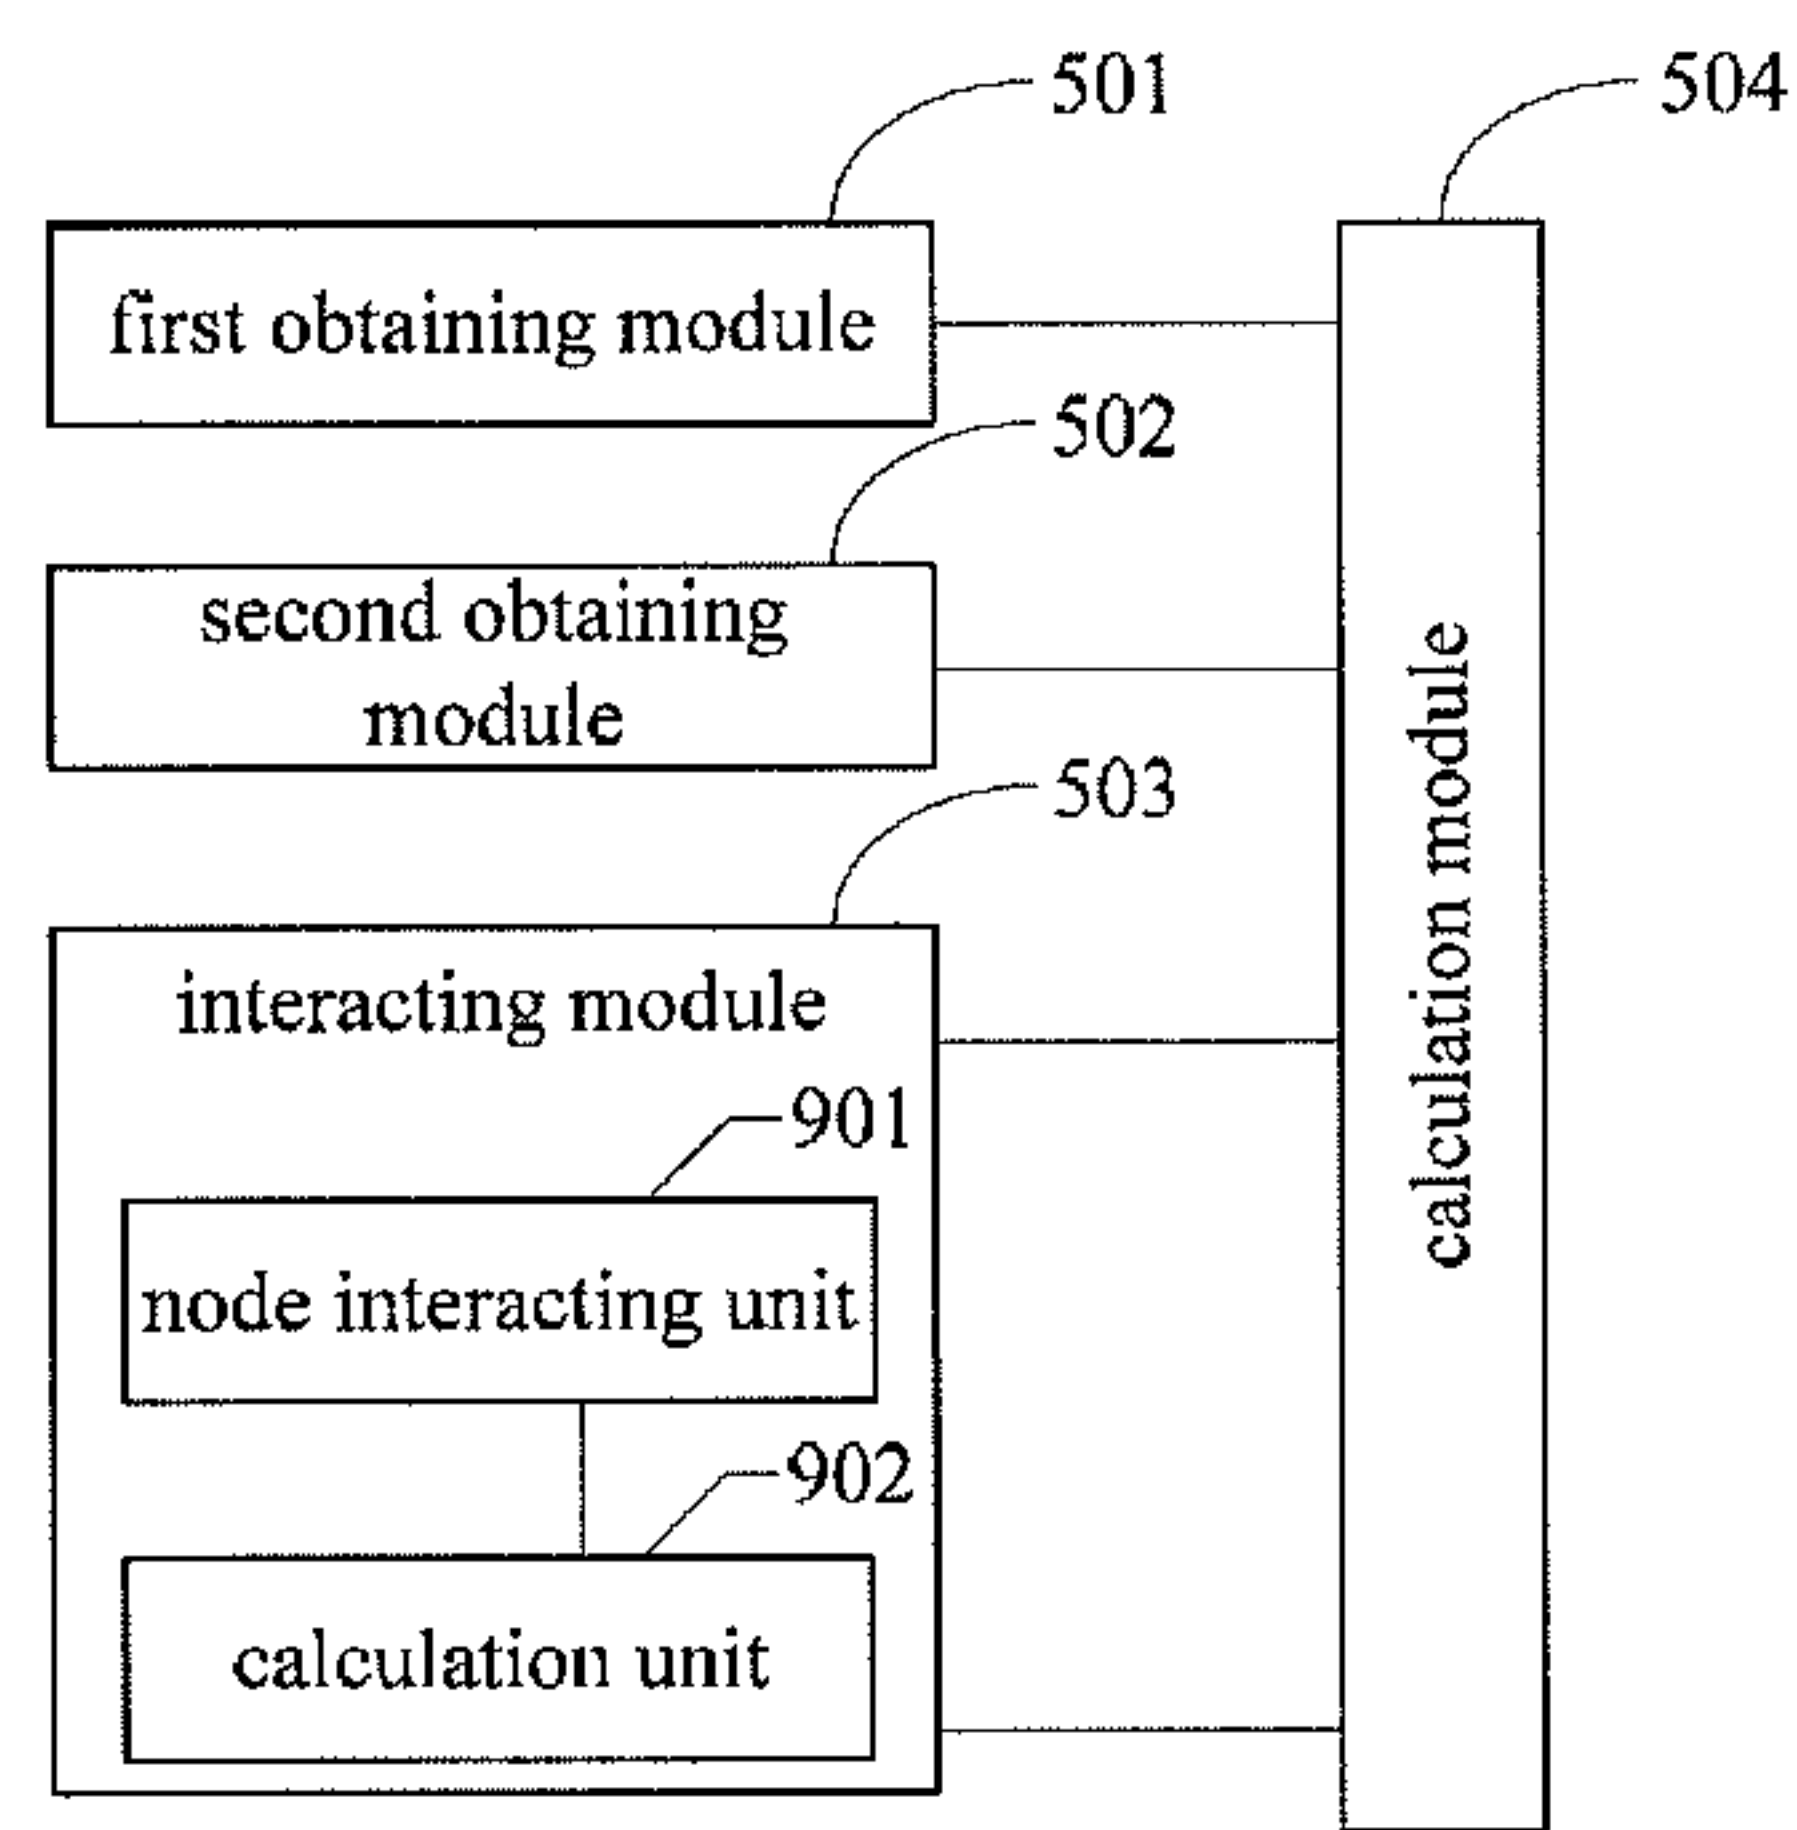 501
504
first obtaining module
502
second obtaining
module
503
interacting module
901
node interacting unit
902
calculation unit
calculation module